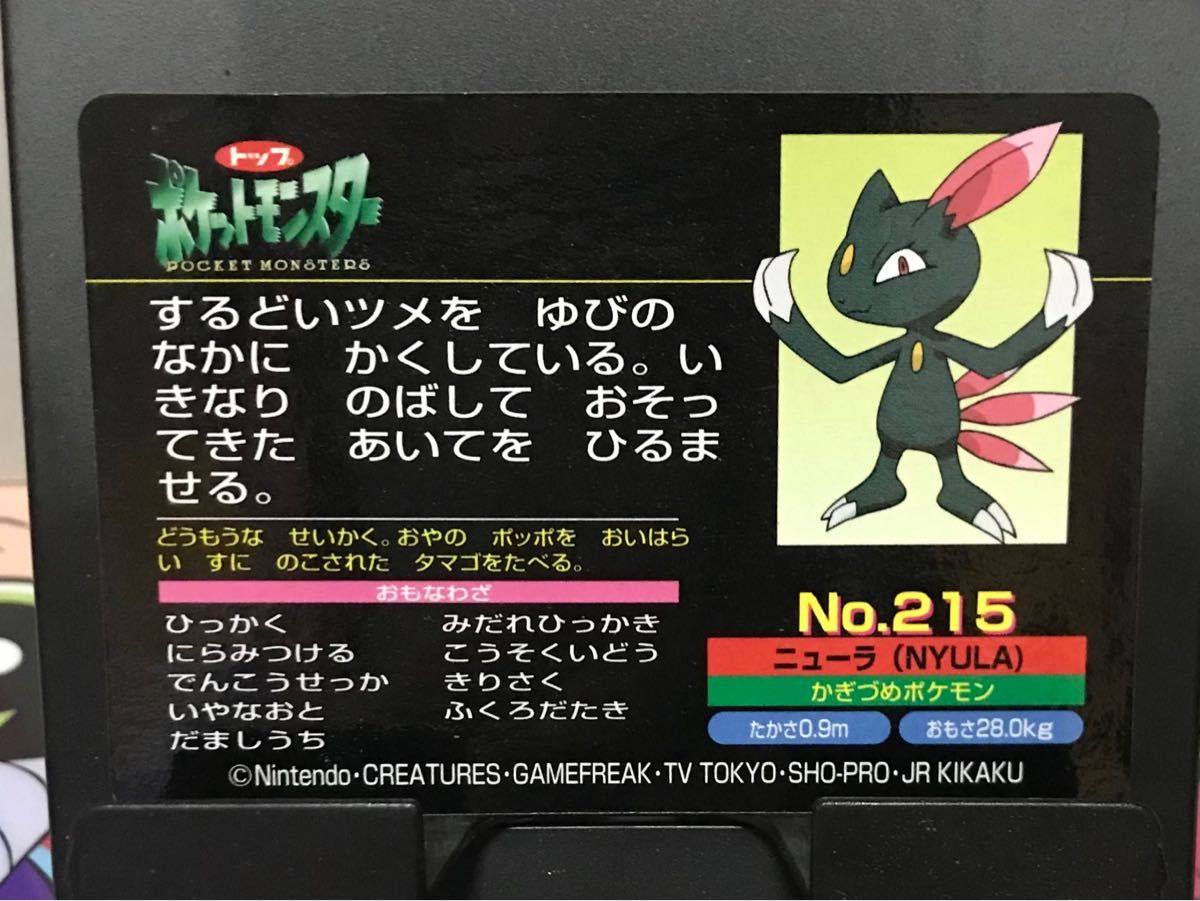 トップ
ポケットモンスター
POCKET MONSTERS
するどいツメを　ゆびの
なかに　かくしている。い
きなり　のばして　おそっ
てきた　あいてを　ひるま
せる。
どうもうな　せいかく。おやの　ポッポを　おいはら
い　すに　のこされた　タマゴをたべる。
おもなわざ
ひっかく　みだれひっかき
にらみつける　こうそくいどう
でんこうせっか　きりさく
いやなおと　ふくろだたき
だましうち
No.215
ニューラ（NYULA）
かぎづめポケモン
たかさ0.9m　おもさ28.0kg
©Nintendo・CREATURES・GAMEFREAK・TV TOKYO・SHO-PRO・JR KIKAKU